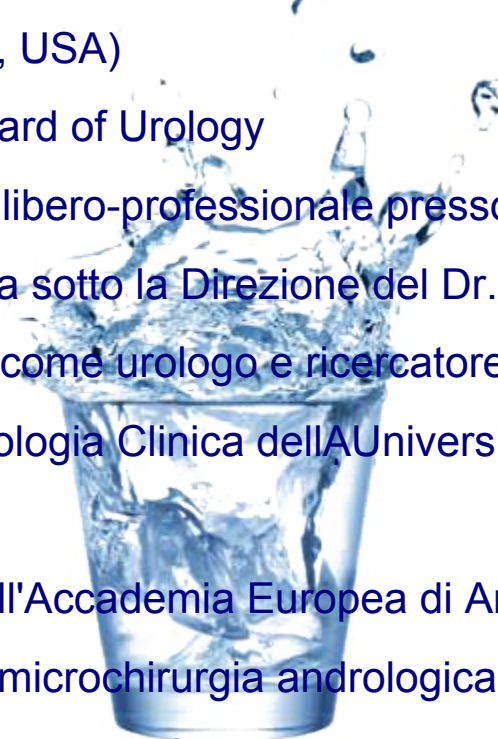 , USA)
ard of Urology
libero-professionale presso
a sotto la Direzione del Dr.
come urologo e ricercatore
ologia Clinica dellAUnivers
ll'Accademia Europea di An
microchirurgia andrologica